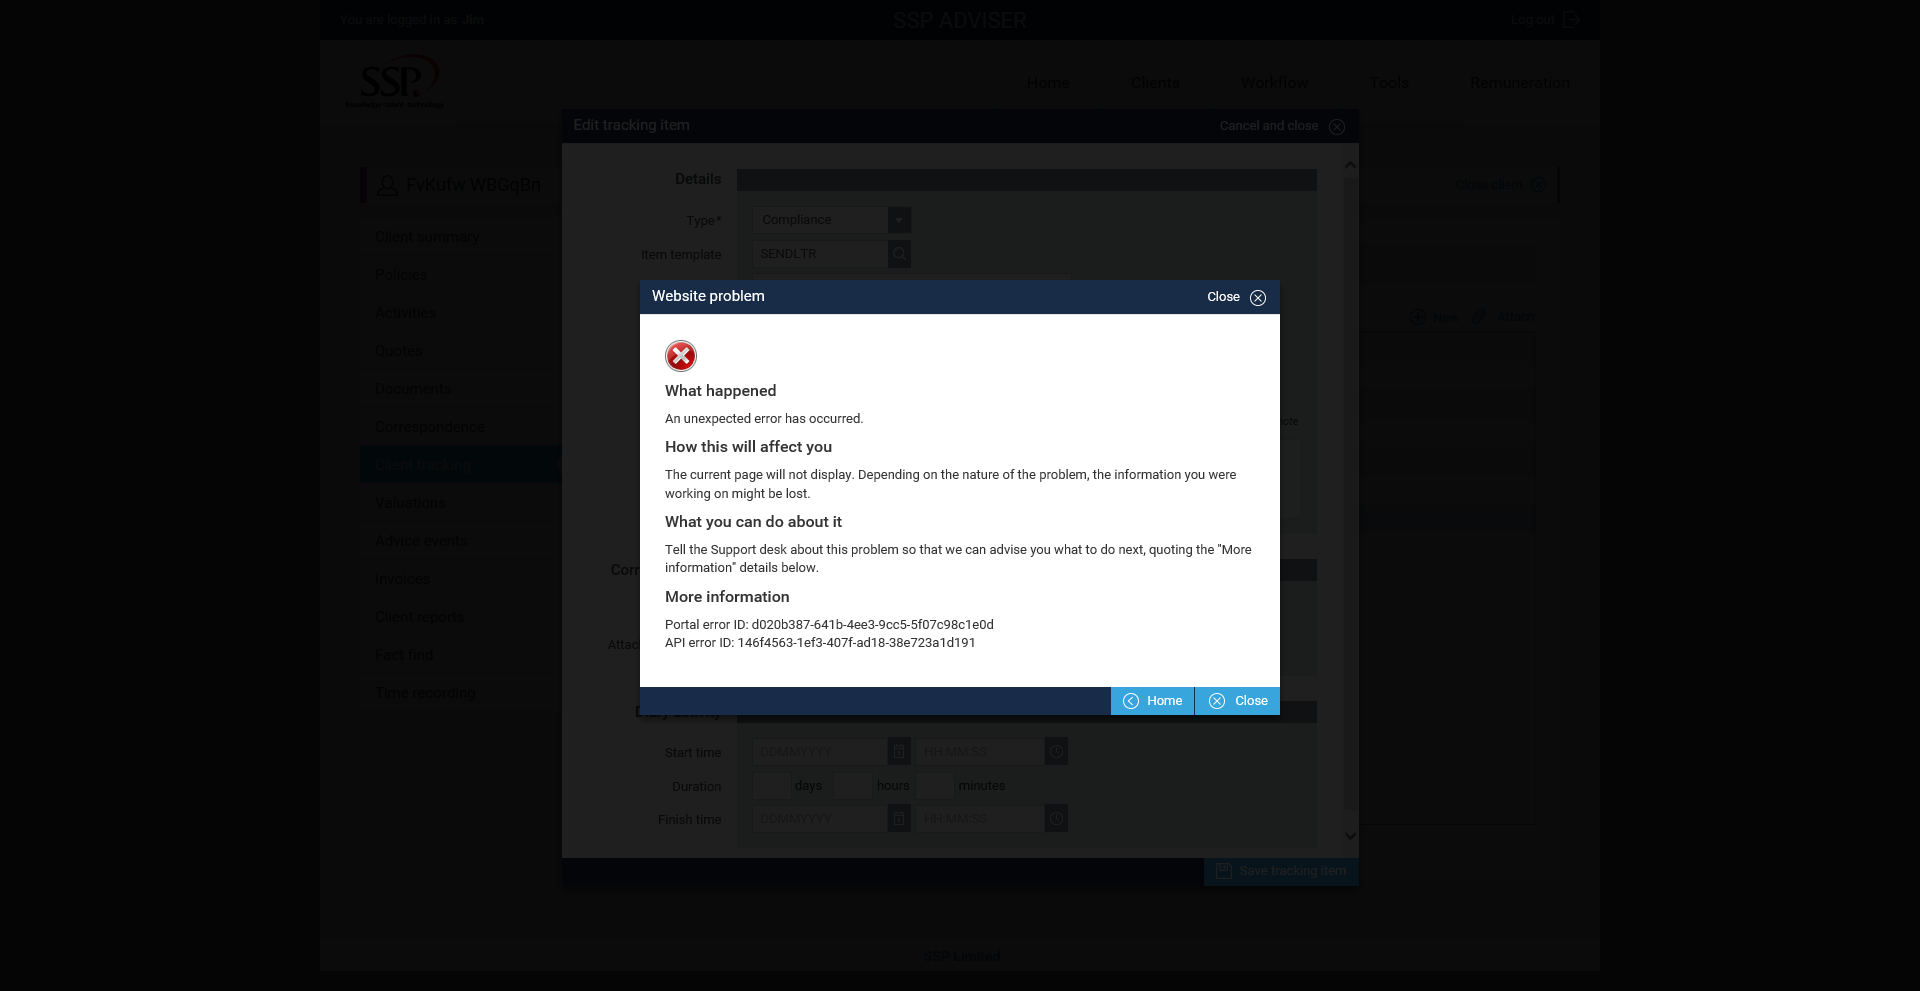 You are logged in as Jim
SSP ADVISER
Log out
SSP
Home
Clients
Workflow
Tools
Remuneration
Edit tracking item
Cancel and close
FvKufw WBGqBn
Close client
Client summary
Policies
Activities
Quotes
Documents
Correspondence
Client tracking
Valuations
Advice events
Invoices
Client reports
Fact find
Time recording
Details
Type*
Compliance
Item template
SENDLTR
New
Attach
Website problem
Close
What happened
An unexpected error has occurred.
How this will affect you
The current page will not display. Depending on the nature of the problem, the information you were
working on might be lost.
What you can do about it
Tell the Support desk about this problem so that we can advise you what to do next, quoting the "More
information" details below.
More information
Portal error ID: d020b387-641b-4ee3-9cc5-5f07c98c1e0d
API error ID: 146f4563-1ef3-407f-ad18-38e723a1d191
Home
Close
Start time
DDMMYYYY
HH:MM:SS
Duration
days
hours
minutes
Finish time
DDMMYYYY
HH:MM:SS
Save tracking item
SSP Limited